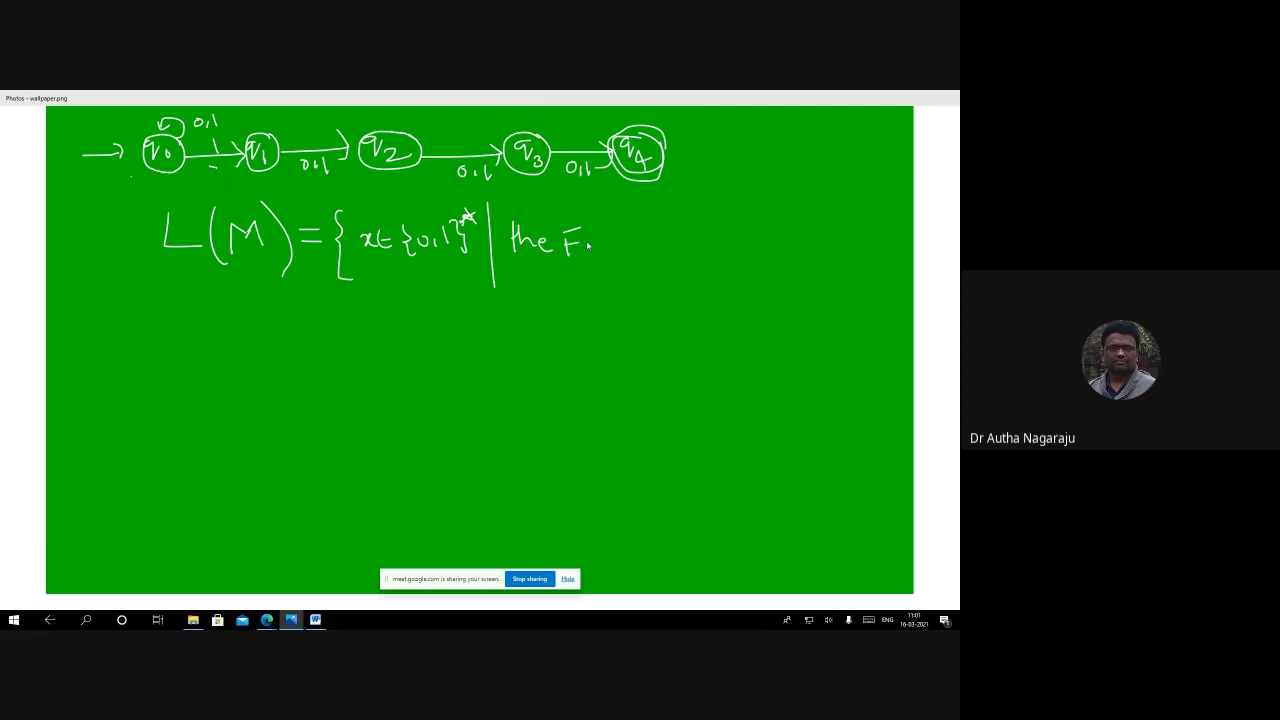 Photos - wallpaper.png
0,1
1
q0 q1 q2 q3 q4
0,1 0,1 0,1
L(M) = { x ∈ {0,1}* | the F
Dr Autha Nagaraju
meet.google.com is sharing your screen. Stop sharing Hide
ENG 11:01
16-03-2021